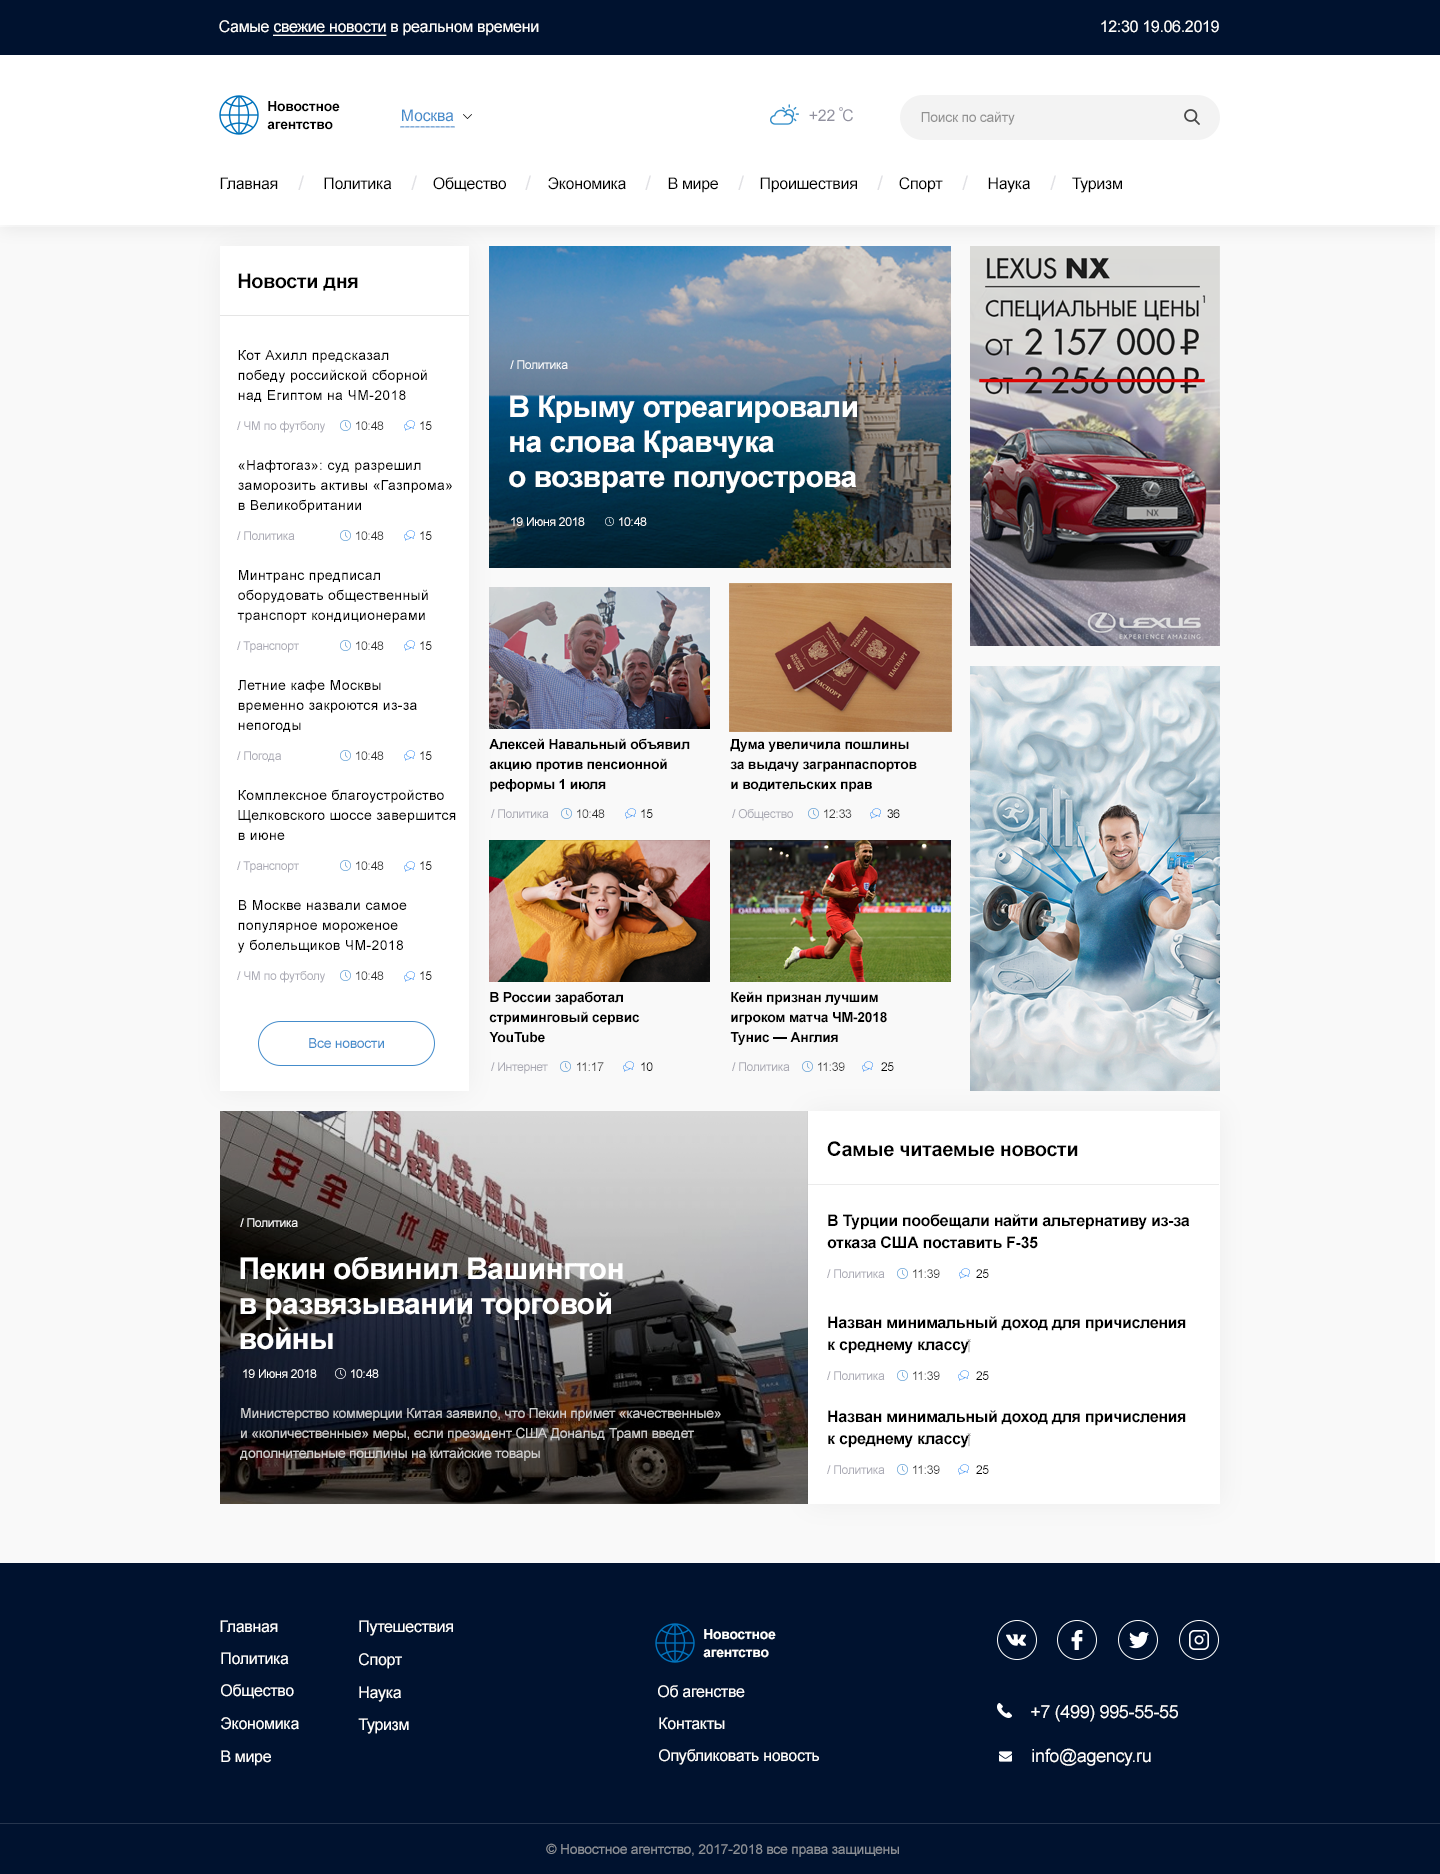 Самые свежие новости в реальном времени
12:30 19.06.2019
Новостное
агентство
Москва
+22 °C
Поиск по сайту
Главная / Политика / Общество / Экономика / В мире / Проишествия / Спорт / Наука / Туризм
Новости дня
Кот Ахилл предсказал
победу российской сборной
над Египтом на ЧМ-2018
/ ЧМ по футболу 10:48 15
«Нафтогаз»: суд разрешил
заморозить активы «Газпрома»
в Великобритании
/ Политика 10:48 15
Минтранс предписал
оборудовать общественный
транспорт кондиционерами
/ Транспорт 10:48 15
Летние кафе Москвы
временно закроются из-за
непогоды
/ Погода 10:48 15
Комплексное благоустройство
Щелковского шоссе завершится
в июне
/ Транспорт 10:48 15
В Москве назвали самое
популярное мороженое
у болельщиков ЧМ-2018
/ ЧМ по футболу 10:48 15
Все новости
/ Политика
В Крыму отреагировали
на слова Кравчука
о возврате полуострова
19 Июня 2018 10:48
Алексей Навальный объявил
акцию против пенсионной
реформы 1 июля
/ Политика 10:48 15
ПАСПОРТ
ПАСПОРТ
ПАСПОРТ
Дума увеличила пошлины
за выдачу загранпаспортов
и водительских прав
/ Общество 12:33 36
В России заработал
стриминговый сервис
YouTube
/ Интернет 11:17 10
QATAR AIRWAYS
Кейн признан лучшим
игроком матча ЧМ-2018
Тунис — Англия
/ Политика 11:39 25
LEXUS NX
СПЕЦИАЛЬНЫЕ ЦЕНЫ 1
ОТ 2 157 000 ₽
ОТ 2 256 000 ₽
NX
LEXUS
EXPERIENCE AMAZING
安全
优质
/ Политика
Пекин обвинил Вашингтон
в развязывании торговой
войны
19 Июня 2018 10:48
Министерство коммерции Китая заявило, что Пекин примет «качественные»
и «количественные» меры, если президент США Дональд Трамп введет
дополнительные пошлины на китайские товары
Самые читаемые новости
В Турции пообещали найти альтернативу из-за
отказа США поставить F-35
/ Политика 11:39 25
Назван минимальный доход для причисления
к среднему классу
/ Политика 11:39 25
Назван минимальный доход для причисления
к среднему классу
/ Политика 11:39 25
Главная
Политика
Общество
Экономика
В мире
Путешествия
Спорт
Наука
Туризм
Новостное
агентство
Об агенстве
Контакты
Опубликовать новость
+7 (499) 995-55-55
info@agency.ru
© Новостное агентство, 2017-2018 все права защищены